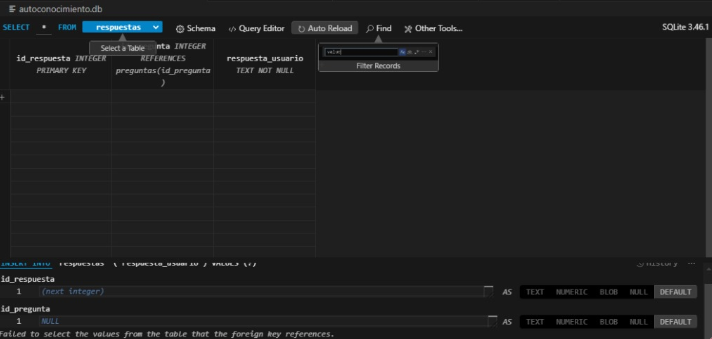 autoconocimiento.db
SELECT * FROM respuestas Schema Query Editor Auto Reload Find Other Tools... SQLite 3.46.1
Select a Table
INTEGER
id_respuesta INTEGER REFERENCES respuesta_usuario
PRIMARY KEY preguntas(id_pregunta TEXT NOT NULL
)
Filter Records
INSERT INTO respuestas (respuesta_usuario) VALUES (?) History ...
id_respuesta
1 (next integer) AS TEXT NUMERIC BLOB NULL DEFAULT
id_pregunta
1 NULL AS TEXT NUMERIC BLOB NULL DEFAULT
Failed to select the values from the table that the foreign key references.